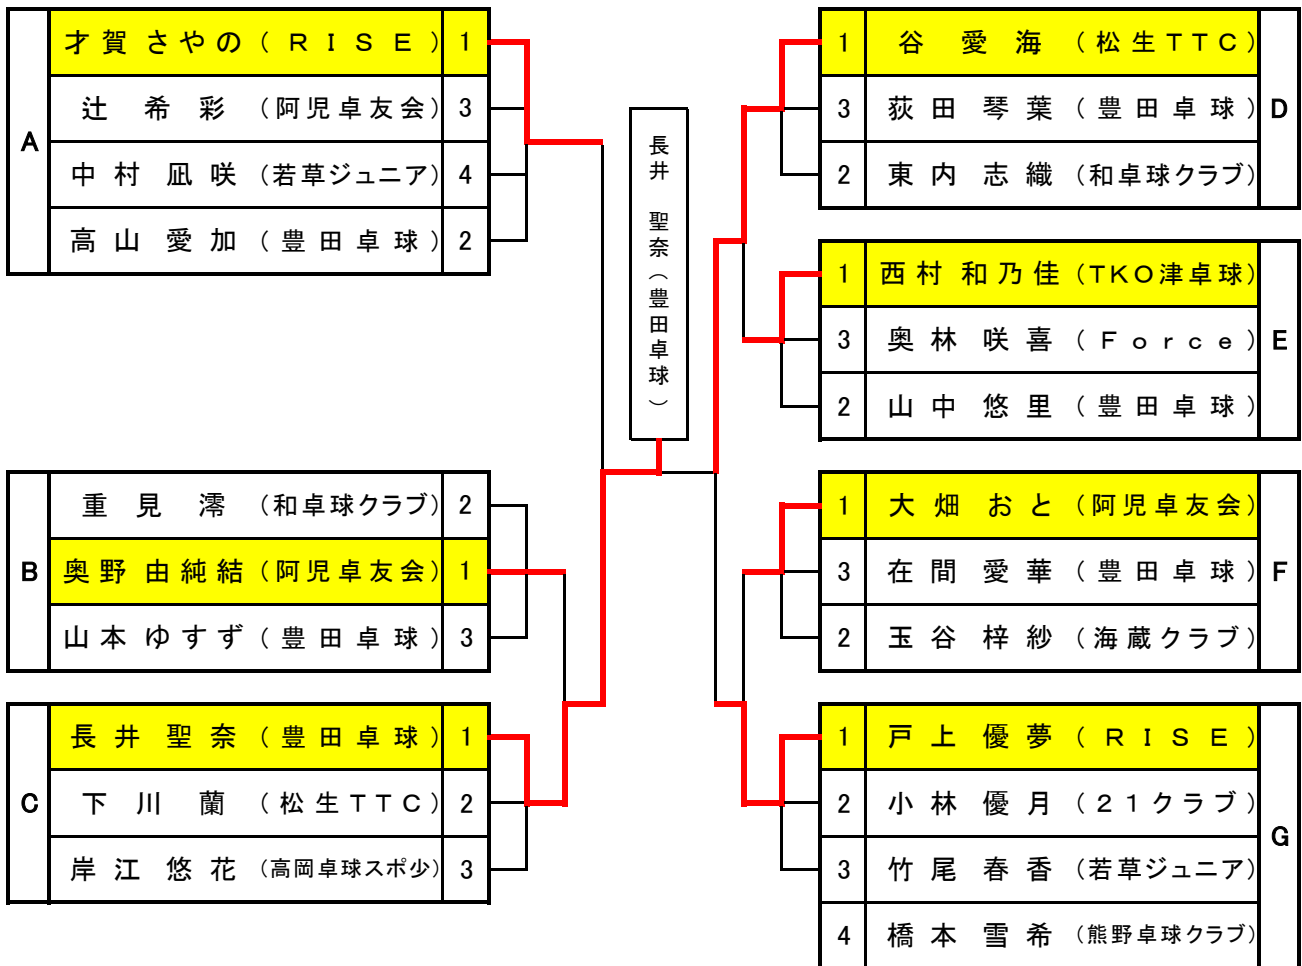 A
才賀 さやの (RISE) 1
辻 希彩 (阿児卓友会) 3
中村 凪咲 (若草ジュニア) 4
高山 愛加 (豊田卓球) 2
B
重見 澪 (和卓球クラブ) 2
奥野 由純結 (阿児卓友会) 1
山本 ゆすず (豊田卓球) 3
C
長井 聖奈 (豊田卓球) 1
下川 蘭 (松生TTC) 2
岸江 悠花 (高岡卓球スポ少) 3
長井 聖奈(豊田卓球)
D
1 谷 愛海 (松生TTC)
3 荻田 琴葉 (豊田卓球)
2 東内 志織 (和卓球クラブ)
E
1 西村 和乃佳 (TKO津卓球)
3 奥林 咲喜 (Force)
2 山中 悠里 (豊田卓球)
F
1 大畑 おと (阿児卓友会)
3 在間 愛華 (豊田卓球)
2 玉谷 梓紗 (海蔵クラブ)
G
1 戸上 優夢 (RISE)
2 小林 優月 (21クラブ)
3 竹尾 春香 (若草ジュニア)
4 橋本 雪希 (熊野卓球クラブ)